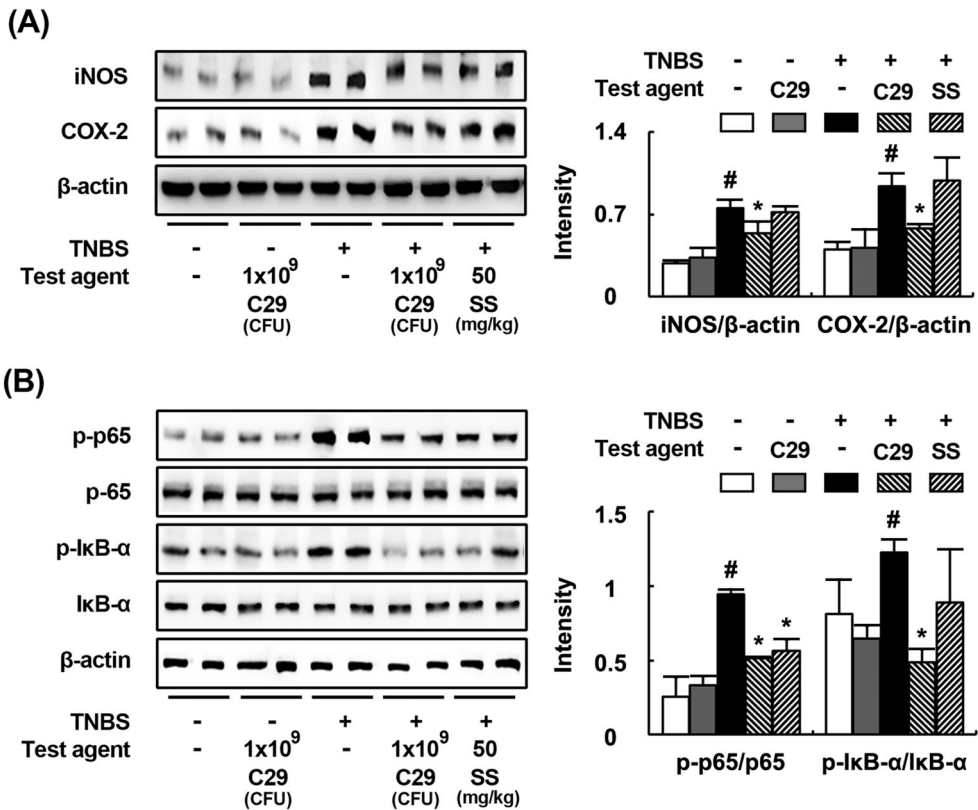 (A)
iNOS
COX-2
β-actin
TNBS - - + + +
Test agent - 1x10⁹ - 1x10⁹ 50
C29 C29 SS
(CFU) (CFU) (mg/kg)
TNBS - - + + +
Test agent - C29 - C29 SS
Intensity
1.4
0.7
0
# * # *
iNOS/β-actin COX-2/β-actin
(B)
p-p65
p-65
p-IκB-α
IκB-α
β-actin
TNBS - - + + +
Test agent - 1x10⁹ - 1x10⁹ 50
C29 C29 SS
(CFU) (CFU) (mg/kg)
TNBS - - + + +
Test agent - C29 - C29 SS
Intensity
1.5
1
0.5
0
# * * # *
p-p65/p65 p-IκB-α/IκB-α